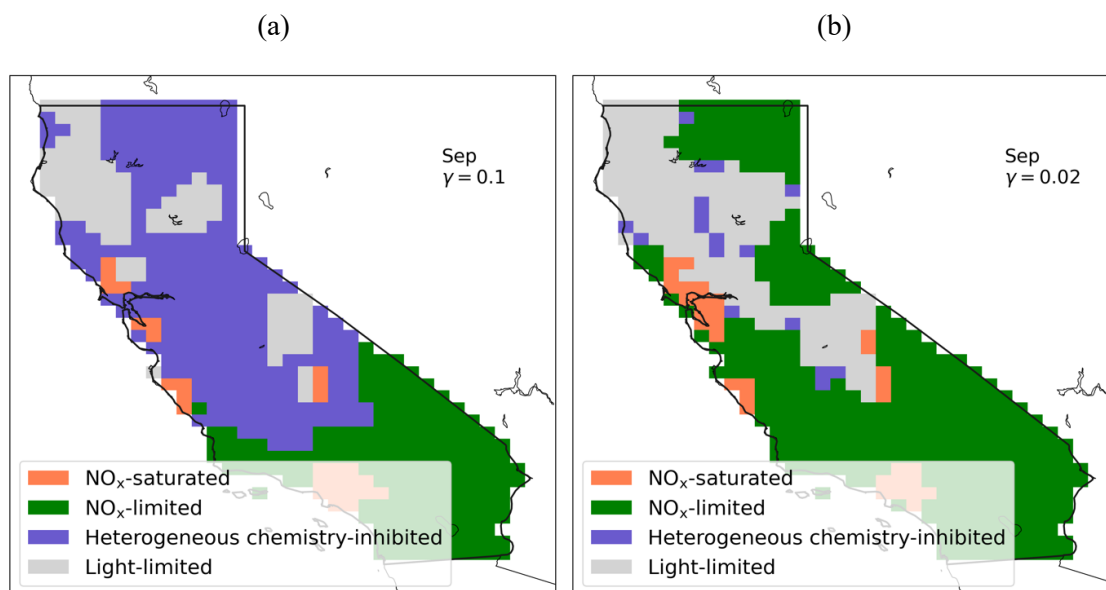 (a)
(b)
Sep
γ = 0.1
NOₓ-saturated
NOₓ-limited
Heterogeneous chemistry-inhibited
Light-limited
Sep
γ = 0.02
NOₓ-saturated
NOₓ-limited
Heterogeneous chemistry-inhibited
Light-limited